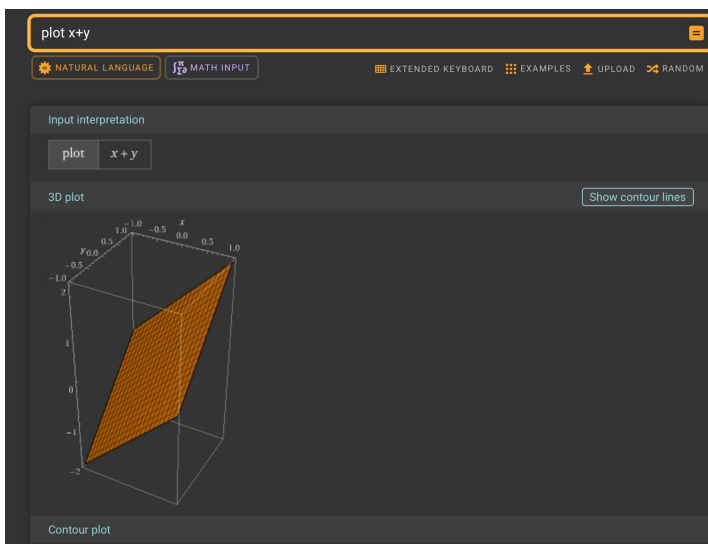 plot x+y
NATURAL LANGUAGE
∫π Σ∂ MATH INPUT
EXTENDED KEYBOARD
EXAMPLES
UPLOAD
RANDOM
Input interpretation
plot x + y
3D plot
Show contour lines
x
-1.0 -0.5 0.0 0.5 1.0
y
1.0 0.5 0.0 -0.5 -1.0
2
1
0
-1
-2
Contour plot